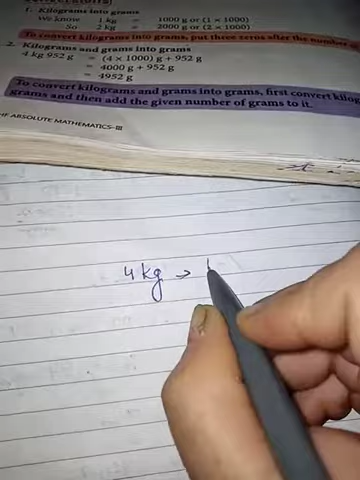 1. Kilograms into grams
We know 1 kg = 1000 g or (1 × 1000)
So 2 kg = 2000 g or (2 × 1000)
To convert kilograms into grams, put three zeros after the number
2. Kilograms and grams into grams
4 kg 952 g = (4 × 1000) g + 952 g
= 4000 g + 952 g
= 4952 g
To convert kilograms and grams into grams, first convert
grams and then add the given number of grams to it.
ABSOLUTE MATHEMATICS–III
4 kg →